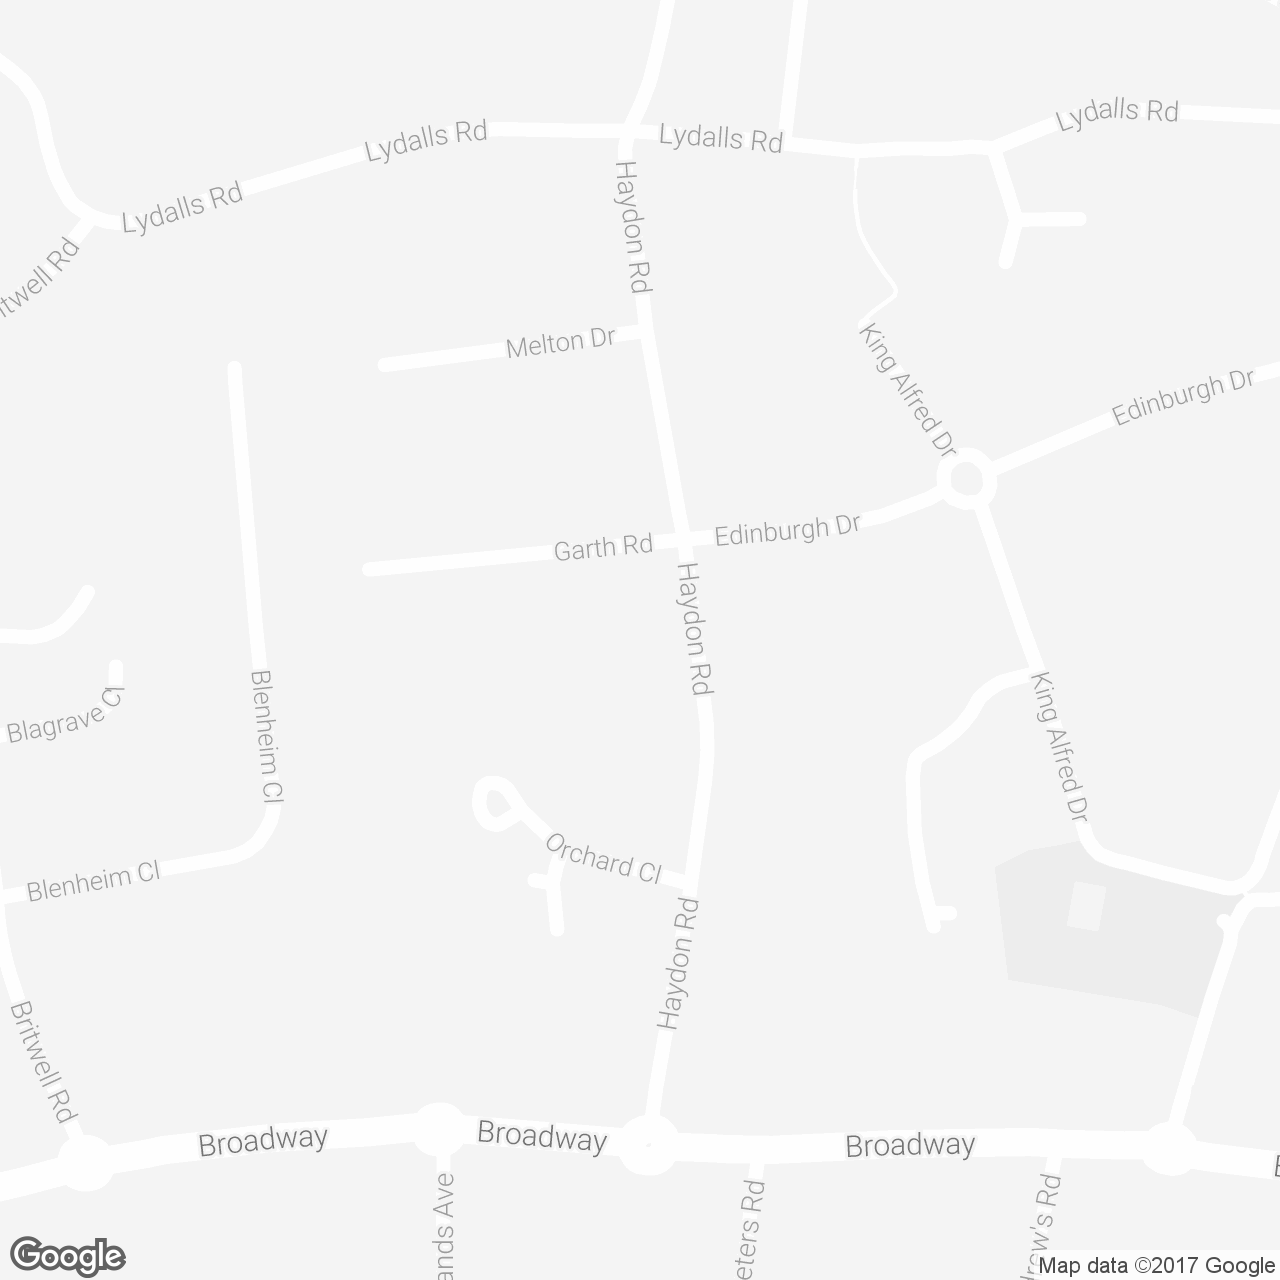 Lydalls Rd
Lydalls Rd
Lydalls Rd
Lydalls Rd
Haydon Rd
itwell Rd
Melton Dr
King Alfred Dr
Edinburgh Dr
Edinburgh Dr
Garth Rd
Haydon Rd
Blenheim Cl
Blagrave Cl
King Alfred Dr
Orchard Cl
Blenheim Cl
Haydon Rd
Britwell Rd
Broadway
Broadway
Broadway
B
ands Ave
eters Rd
drew's Rd
Google
Map data ©2017 Google